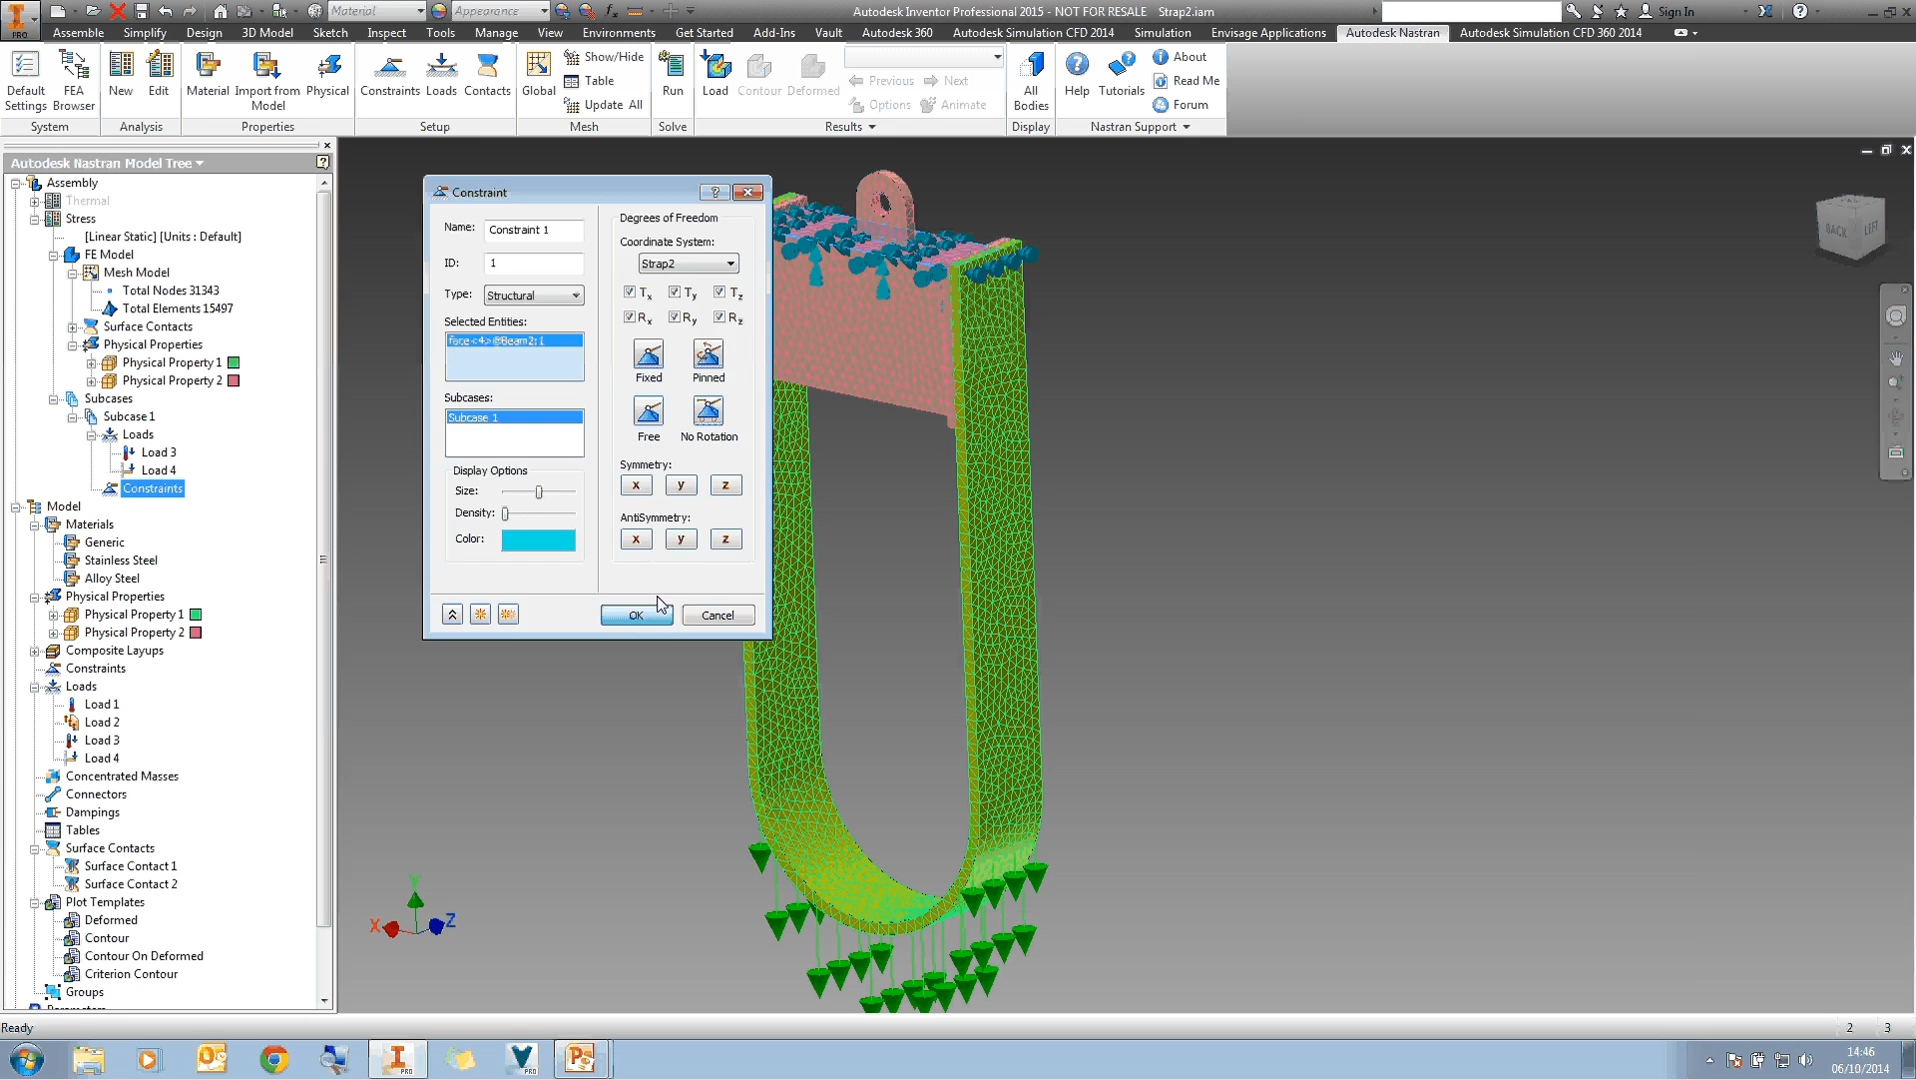 Material
Appearance
Autodesk Inventor Professional 2015 - NOT FOR RESALE Strap2.iam
Sign In
PRO
Assembly Simplify Design 3D Model Sketch Inspect Tools Manage View Environments Get Started Add-Ins Vault Autodesk 360 Autodesk Simulation CFD 2014 Simulation Envisage Applications Autodesk Nastran Autodesk Simulation CFD 360 2014
Default Settings
FEA Browser
System
New
Edit
Analysis
Material
Import from Model
Physical
Properties
Constraints
Loads
Contacts
Setup
Global
Show/Hide
Table
Update All
Mesh
Run
Solve
Load
Contour
Deformed
Previous
Next
Options
Animate
Results
All Bodies
Display
Help
Tutorials
About
Read Me
Forum
Nastran Support
Autodesk Nastran Model Tree
Assembly
Thermal
Stress
[Linear Static] [Units : Default]
FE Model
Mesh Model
Total Nodes 31343
Total Elements 15497
Surface Contacts
Physical Properties
Physical Property 1
Physical Property 2
Subcases
Subcase 1
Loads
Load 3
Load 4
Constraints
Model
Materials
Generic
Stainless Steel
Alloy Steel
Physical Properties
Physical Property 1
Physical Property 2
Composite Layups
Constraints
Loads
Load 1
Load 2
Load 3
Load 4
Concentrated Masses
Connectors
Dampings
Tables
Surface Contacts
Surface Contact 1
Surface Contact 2
Plot Templates
Deformed
Contour
Contour On Deformed
Criterion Contour
Groups
Constraint
Name: Constraint 1
ID: 1
Type: Structural
Selected Entities:
face<4>@Beam2:1
Subcases:
Subcase 1
Display Options
Size:
Density:
Color:
Degrees of Freedom
Coordinate System:
Strap2
Tx Ty Tz
Rx Ry Rz
Fixed Pinned
Free No Rotation
Symmetry:
x y z
AntiSymmetry:
x y z
OK Cancel
BACK LEFT
Y
X Z
Ready
2 3
PRO
PRO
14:46
06/10/2014